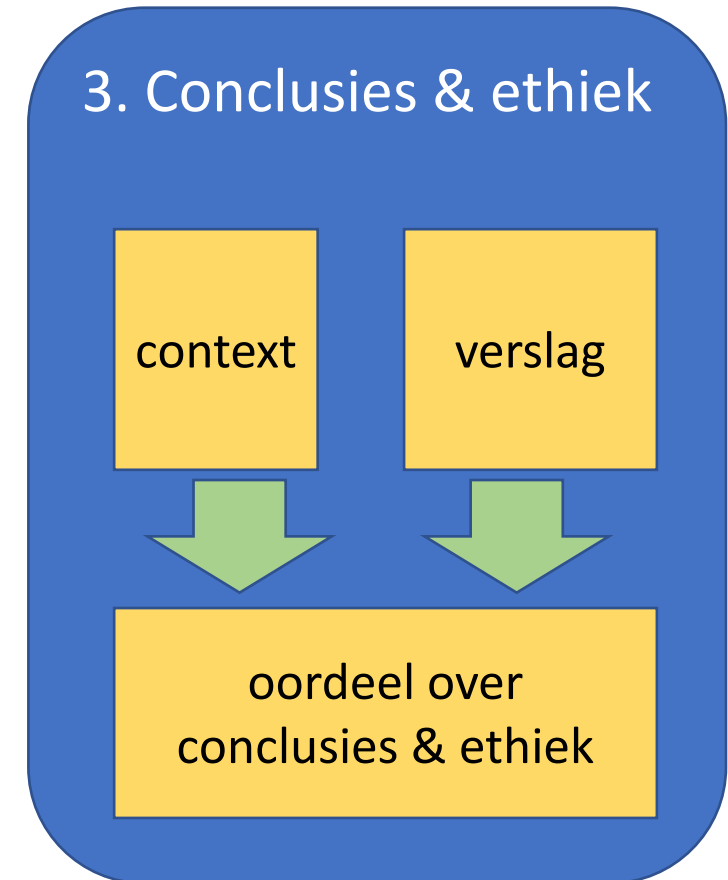 3. Conclusies & ethiek
context
verslag
oordeel over
conclusies & ethiek